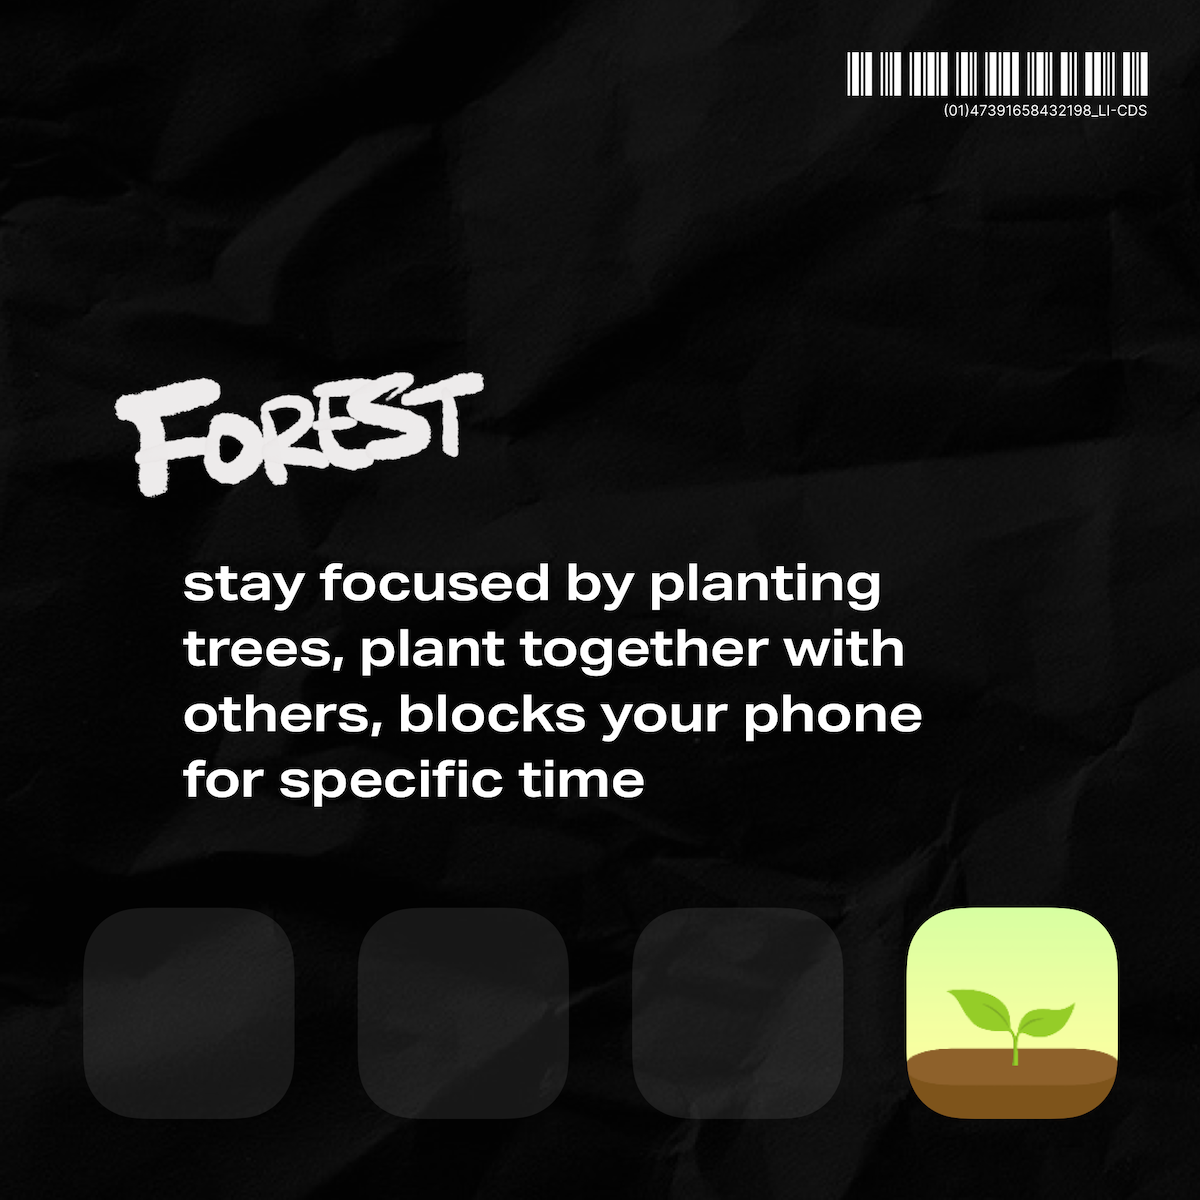 (01)47391658432198_LI-CDS
FOREST
stay focused by planting
trees, plant together with
others, blocks your phone
for specific time